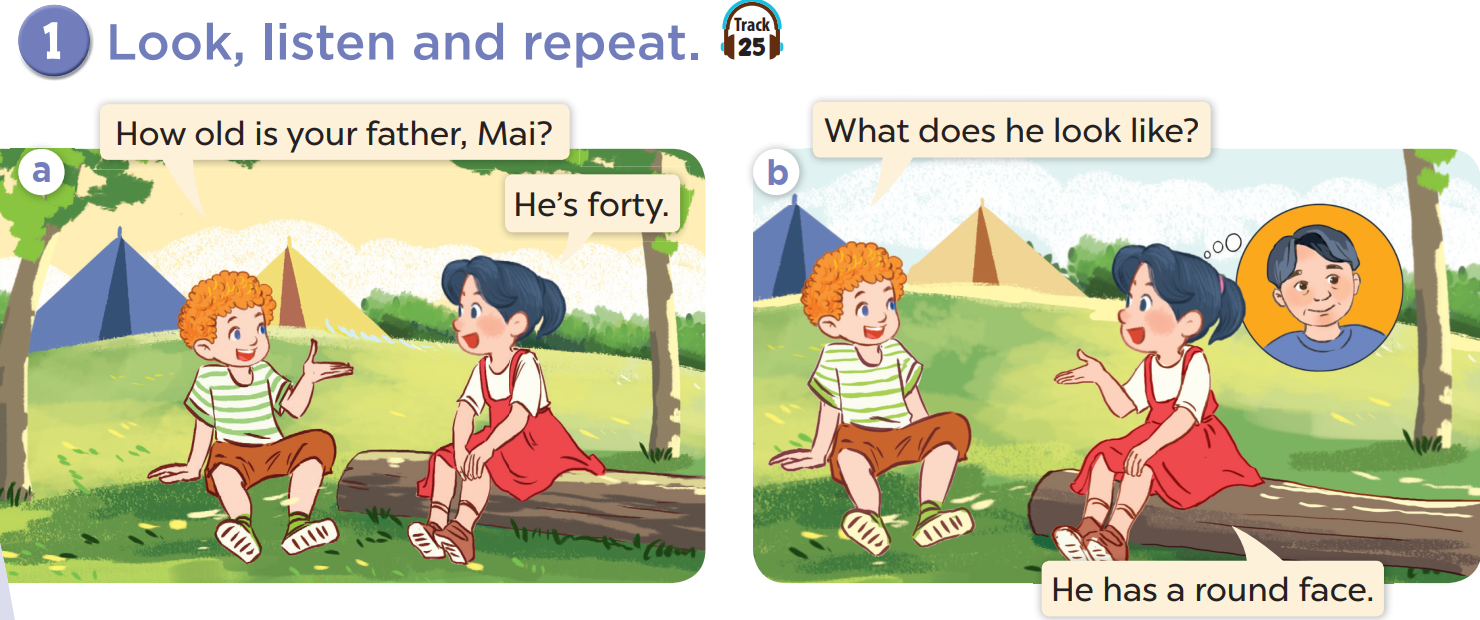 1 Look, listen and repeat.
Track
25
a
How old is your father, Mai?
He's forty.
b
What does he look like?
He has a round face.